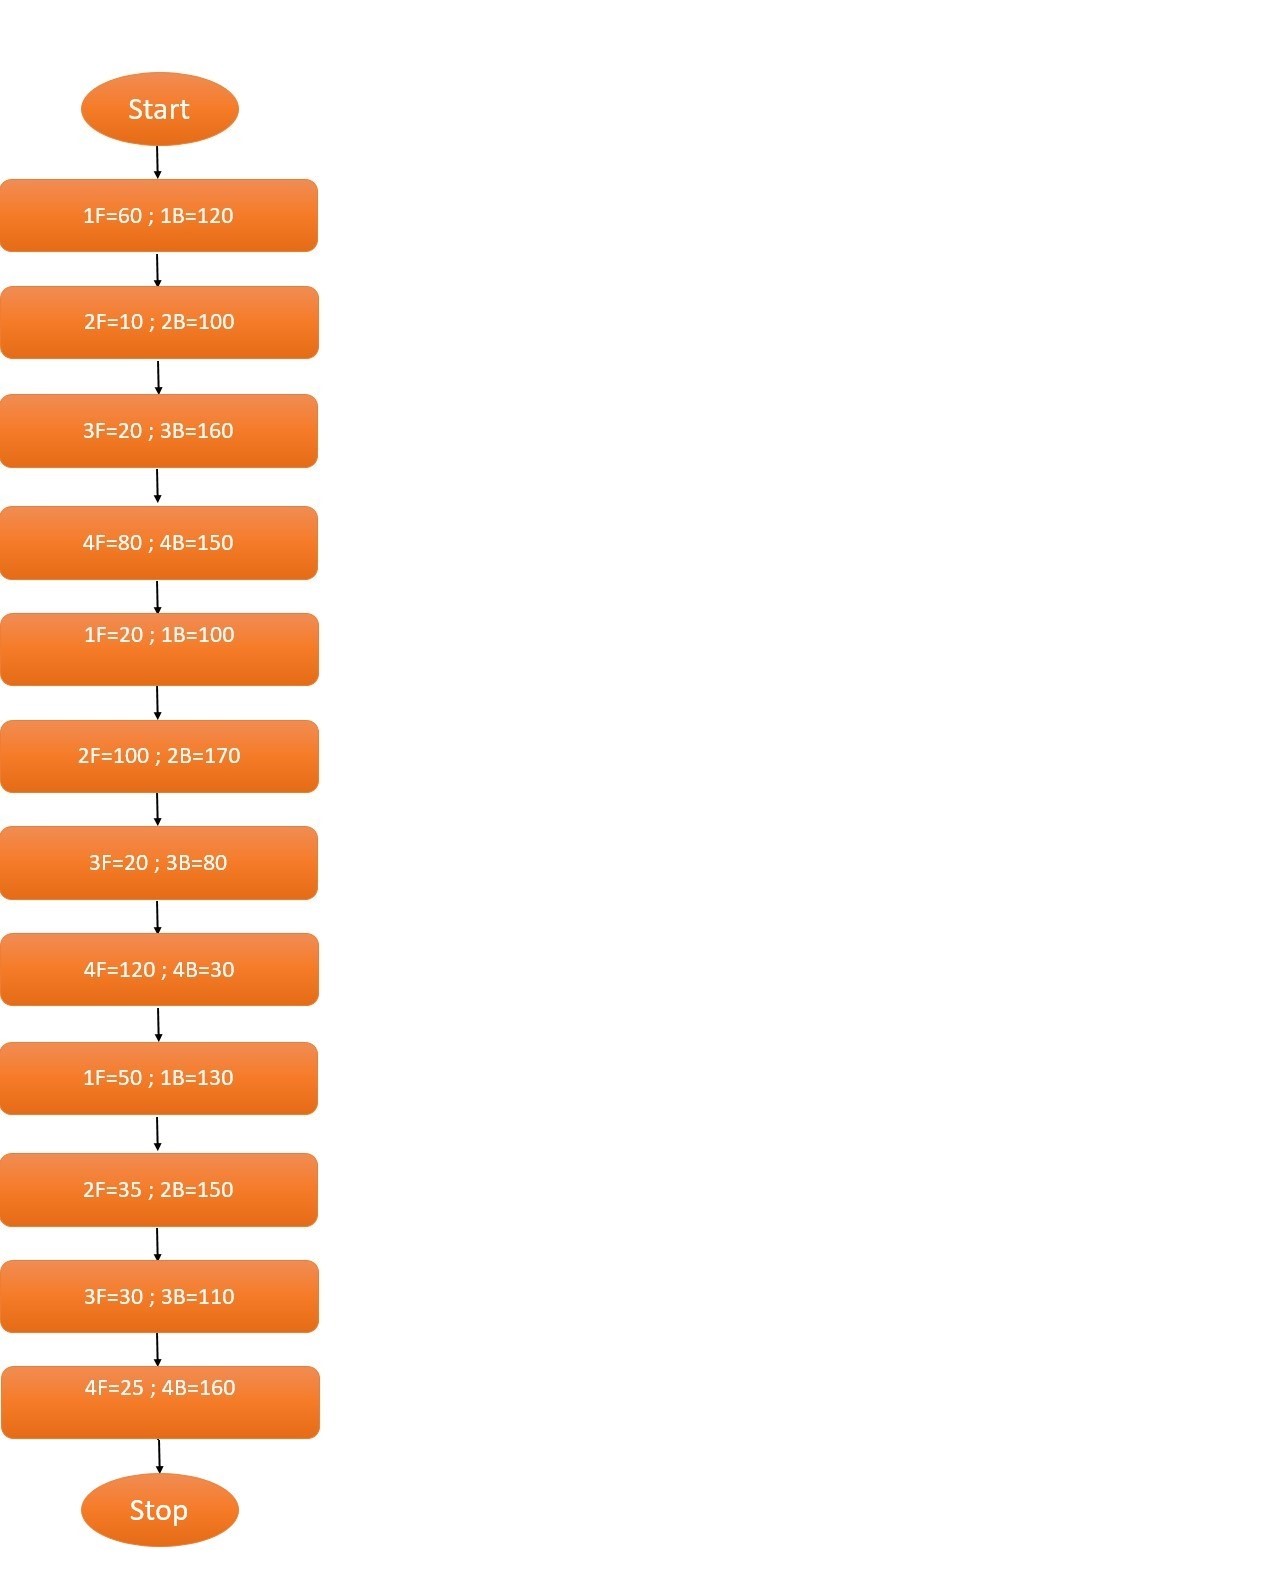 Start
1F=60 ; 1B=120
2F=10 ; 2B=100
3F=20 ; 3B=160
4F=80 ; 4B=150
1F=20 ; 1B=100
2F=100 ; 2B=170
3F=20 ; 3B=80
4F=120 ; 4B=30
1F=50 ; 1B=130
2F=35 ; 2B=150
3F=30 ; 3B=110
4F=25 ; 4B=160
Stop